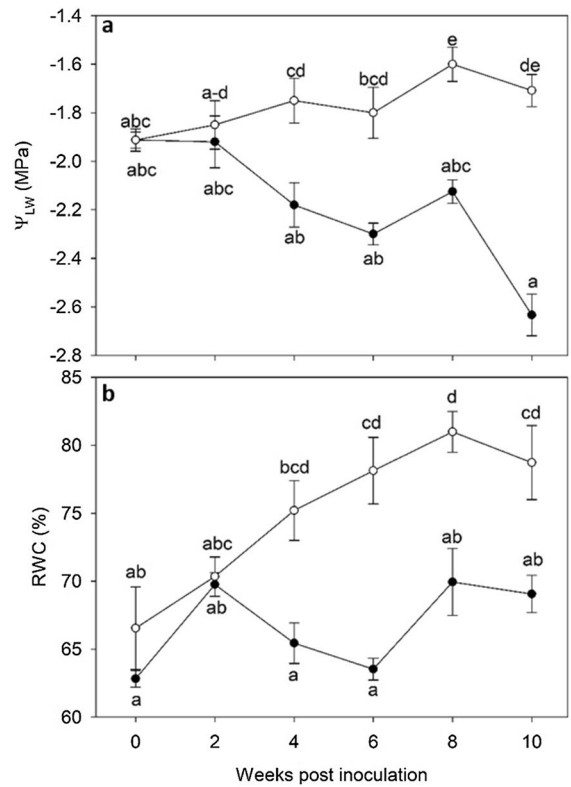 a
-1.4
-1.6
-1.8
-2.0
-2.2
-2.4
-2.6
-2.8
ΨLW (MPa)
abc
a-d
cd
bcd
e
de
abc
abc
ab
ab
abc
a
b
85
80
75
70
65
60
RWC (%)
ab
abc
bcd
cd
d
cd
a
ab
a
a
ab
ab
0 2 4 6 8 10
Weeks post inoculation